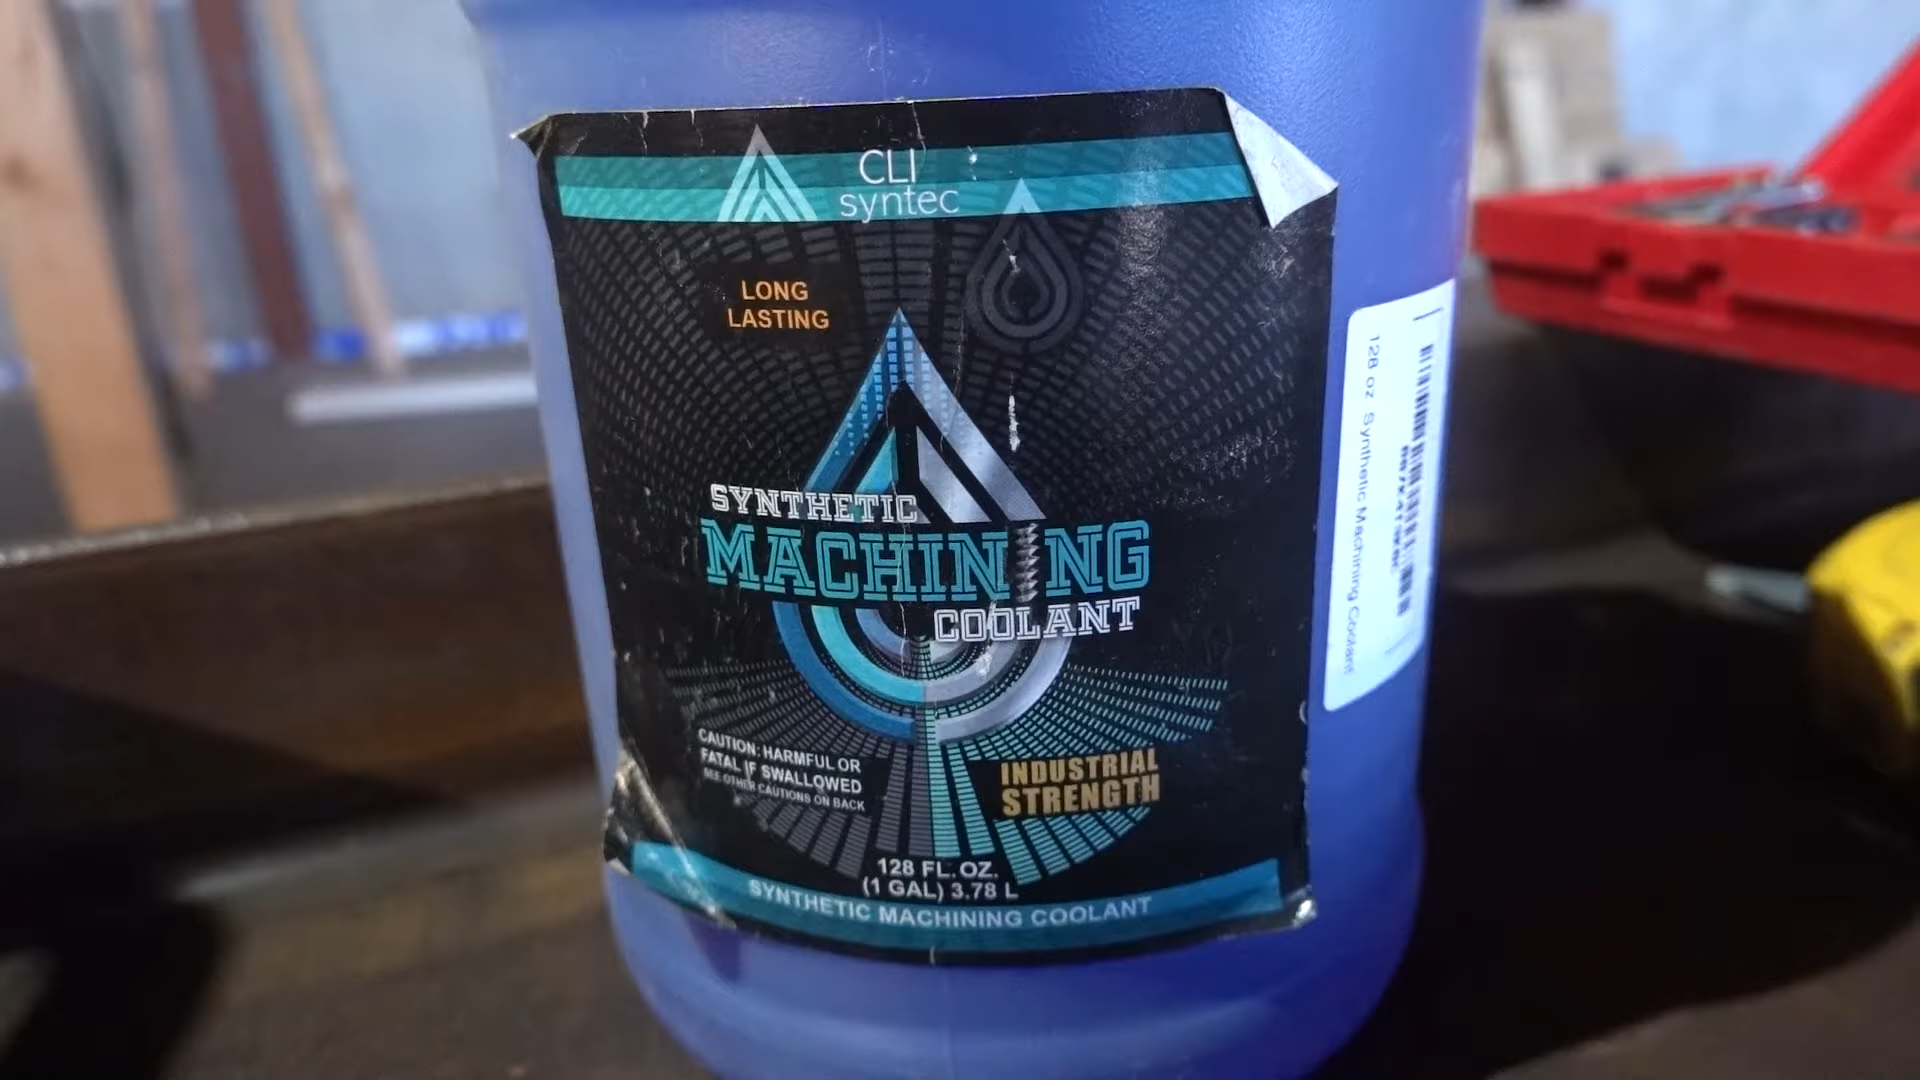 CLI
syntec
LONG
LASTING
SYNTHETIC
MACHINING
COOLANT
CAUTION: HARMFUL OR
FATAL IF SWALLOWED
SEE OTHER CAUTIONS ON BACK
INDUSTRIAL
STRENGTH
128 FL. OZ.
(1 GAL) 3.78 L
SYNTHETIC MACHINING COOLANT
128 oz Synthetic Machining Coolant